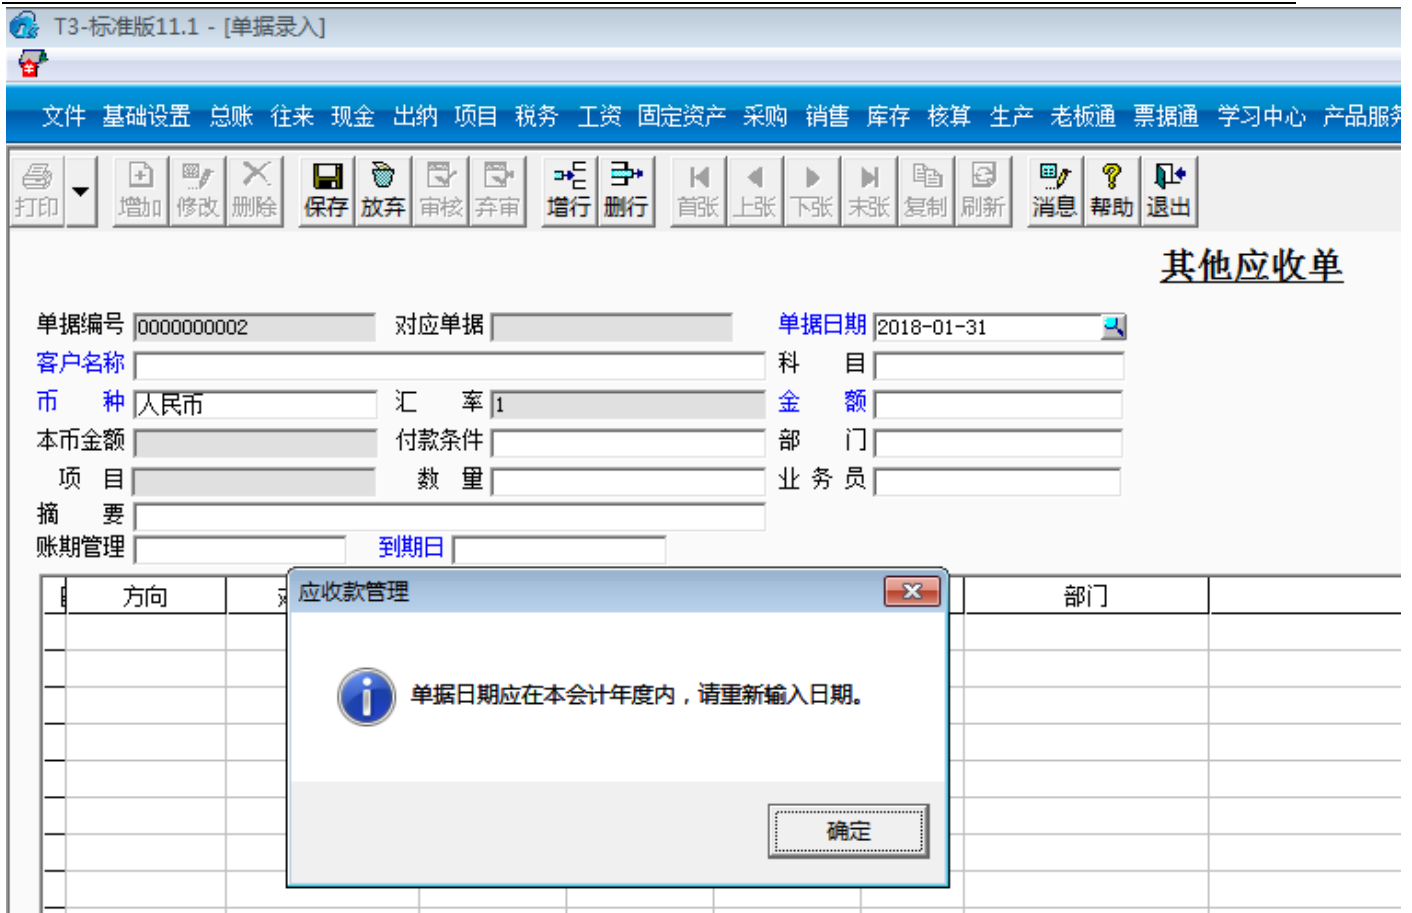 T3-标准版11.1 - [单据录入]
文件 基础设置 总账 往来 现金 出纳 项目 税务 工资 固定资产 采购 销售 库存 核算 生产 老板通 票据通 学习中心 产品服务
打印 增加 修改 删除 保存 放弃 审核 弃审 增行 删行 首张 上张 下张 末张 复制 刷新 消息 帮助 退出
其他应收单
单据编号 0000000002 对应单据 单据日期 2018-01-31
客户名称 科 目
币 种 人民币 汇 率 1 金 额
本币金额 付款条件 部 门
项 目 数 量 业 务 员
摘 要
账期管理 到期日
方向 部门
应收款管理
单据日期应在本会计年度内，请重新输入日期。
确定